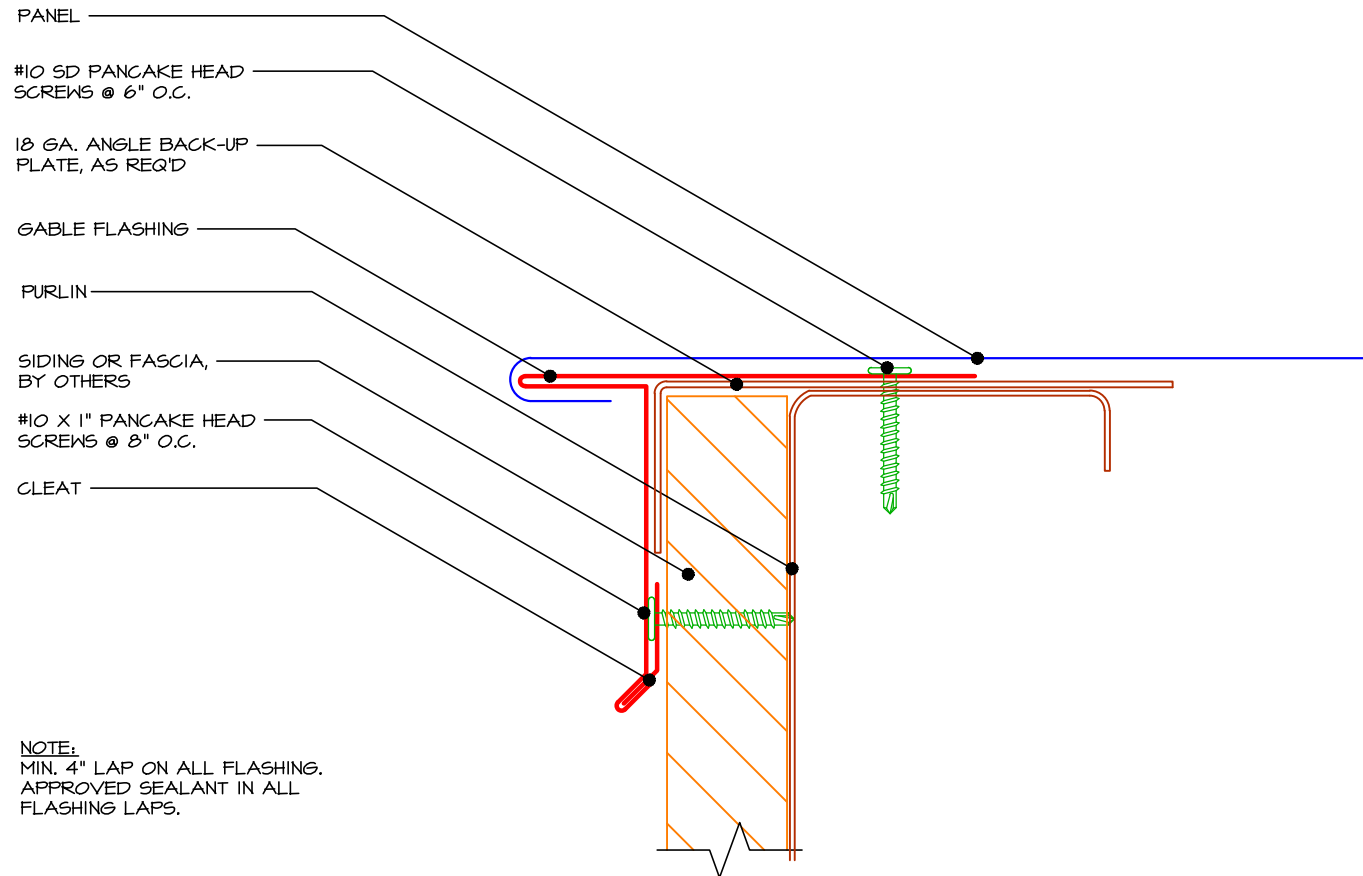 PANEL
#10 SD PANCAKE HEAD
SCREWS @ 6" O.C.
18 GA. ANGLE BACK-UP
PLATE, AS REQ'D
GABLE FLASHING
PURLIN
SIDING OR FASCIA,
BY OTHERS
#10 X 1" PANCAKE HEAD
SCREWS @ 8" O.C.
CLEAT
NOTE:
MIN. 4" LAP ON ALL FLASHING.
APPROVED SEALANT IN ALL
FLASHING LAPS.